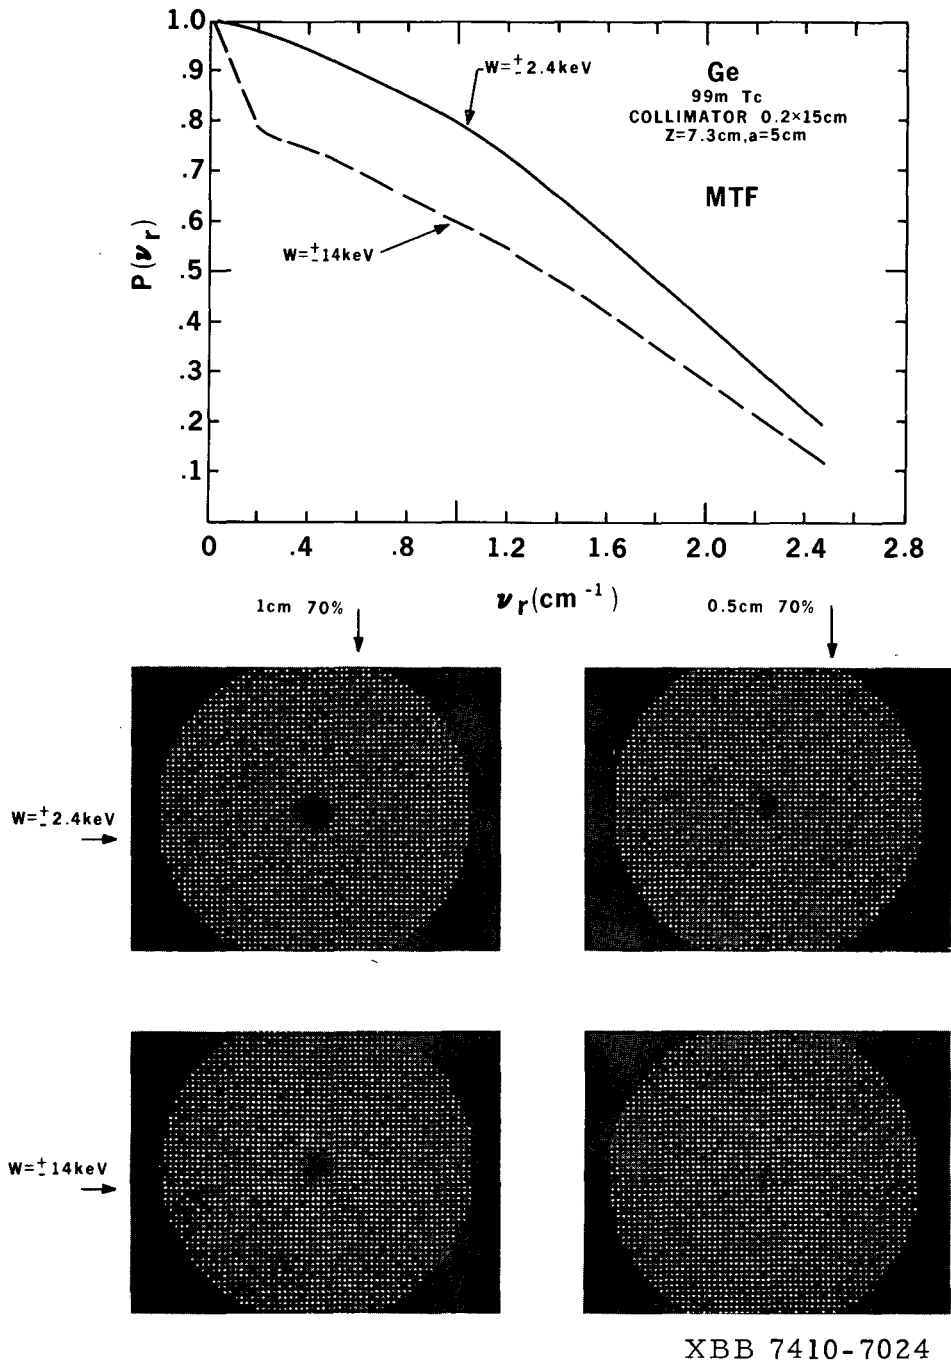 1.0
.9
.8
.7
.6
.5
.4
.3
.2
.1
P(ν r)
W=±2.4keV
W=±14keV
Ge
99m Tc
COLLIMATOR 0.2×15cm
Z=7.3cm,a=5cm
MTF
0 .4 .8 1.2 1.6 2.0 2.4 2.8
ν r(cm⁻¹)
1cm 70%
0.5cm 70%
W=±2.4keV
W=±14keV
XBB 7410-7024